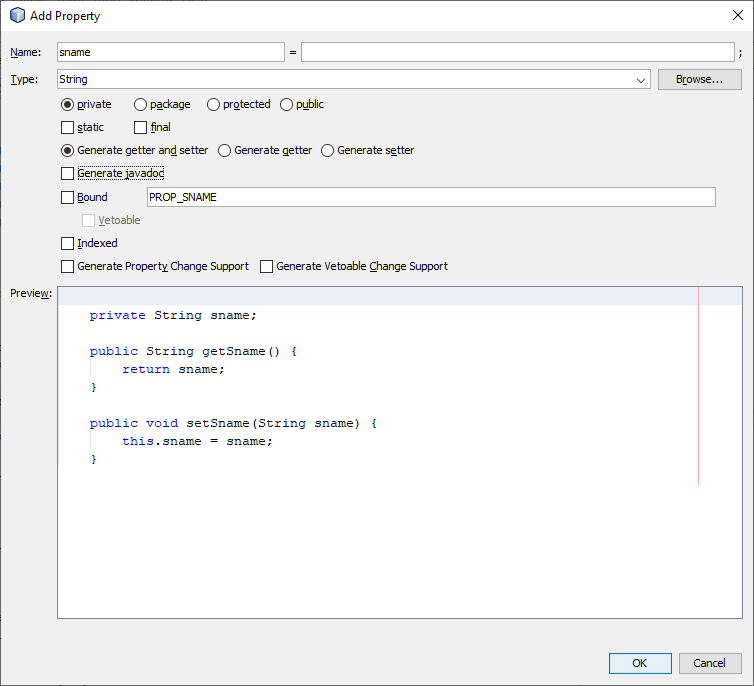 Add Property
Name: sname = ;
Type: String Browse...
private package protected public
static final
Generate getter and setter Generate getter Generate setter
Generate javadoc
Bound PROP_SNAME
Vetoable
Indexed
Generate Property Change Support Generate Vetoable Change Support
Preview:
private String sname;
public String getSname() {
return sname;
}
public void setSname(String sname) {
this.sname = sname;
}
OK Cancel